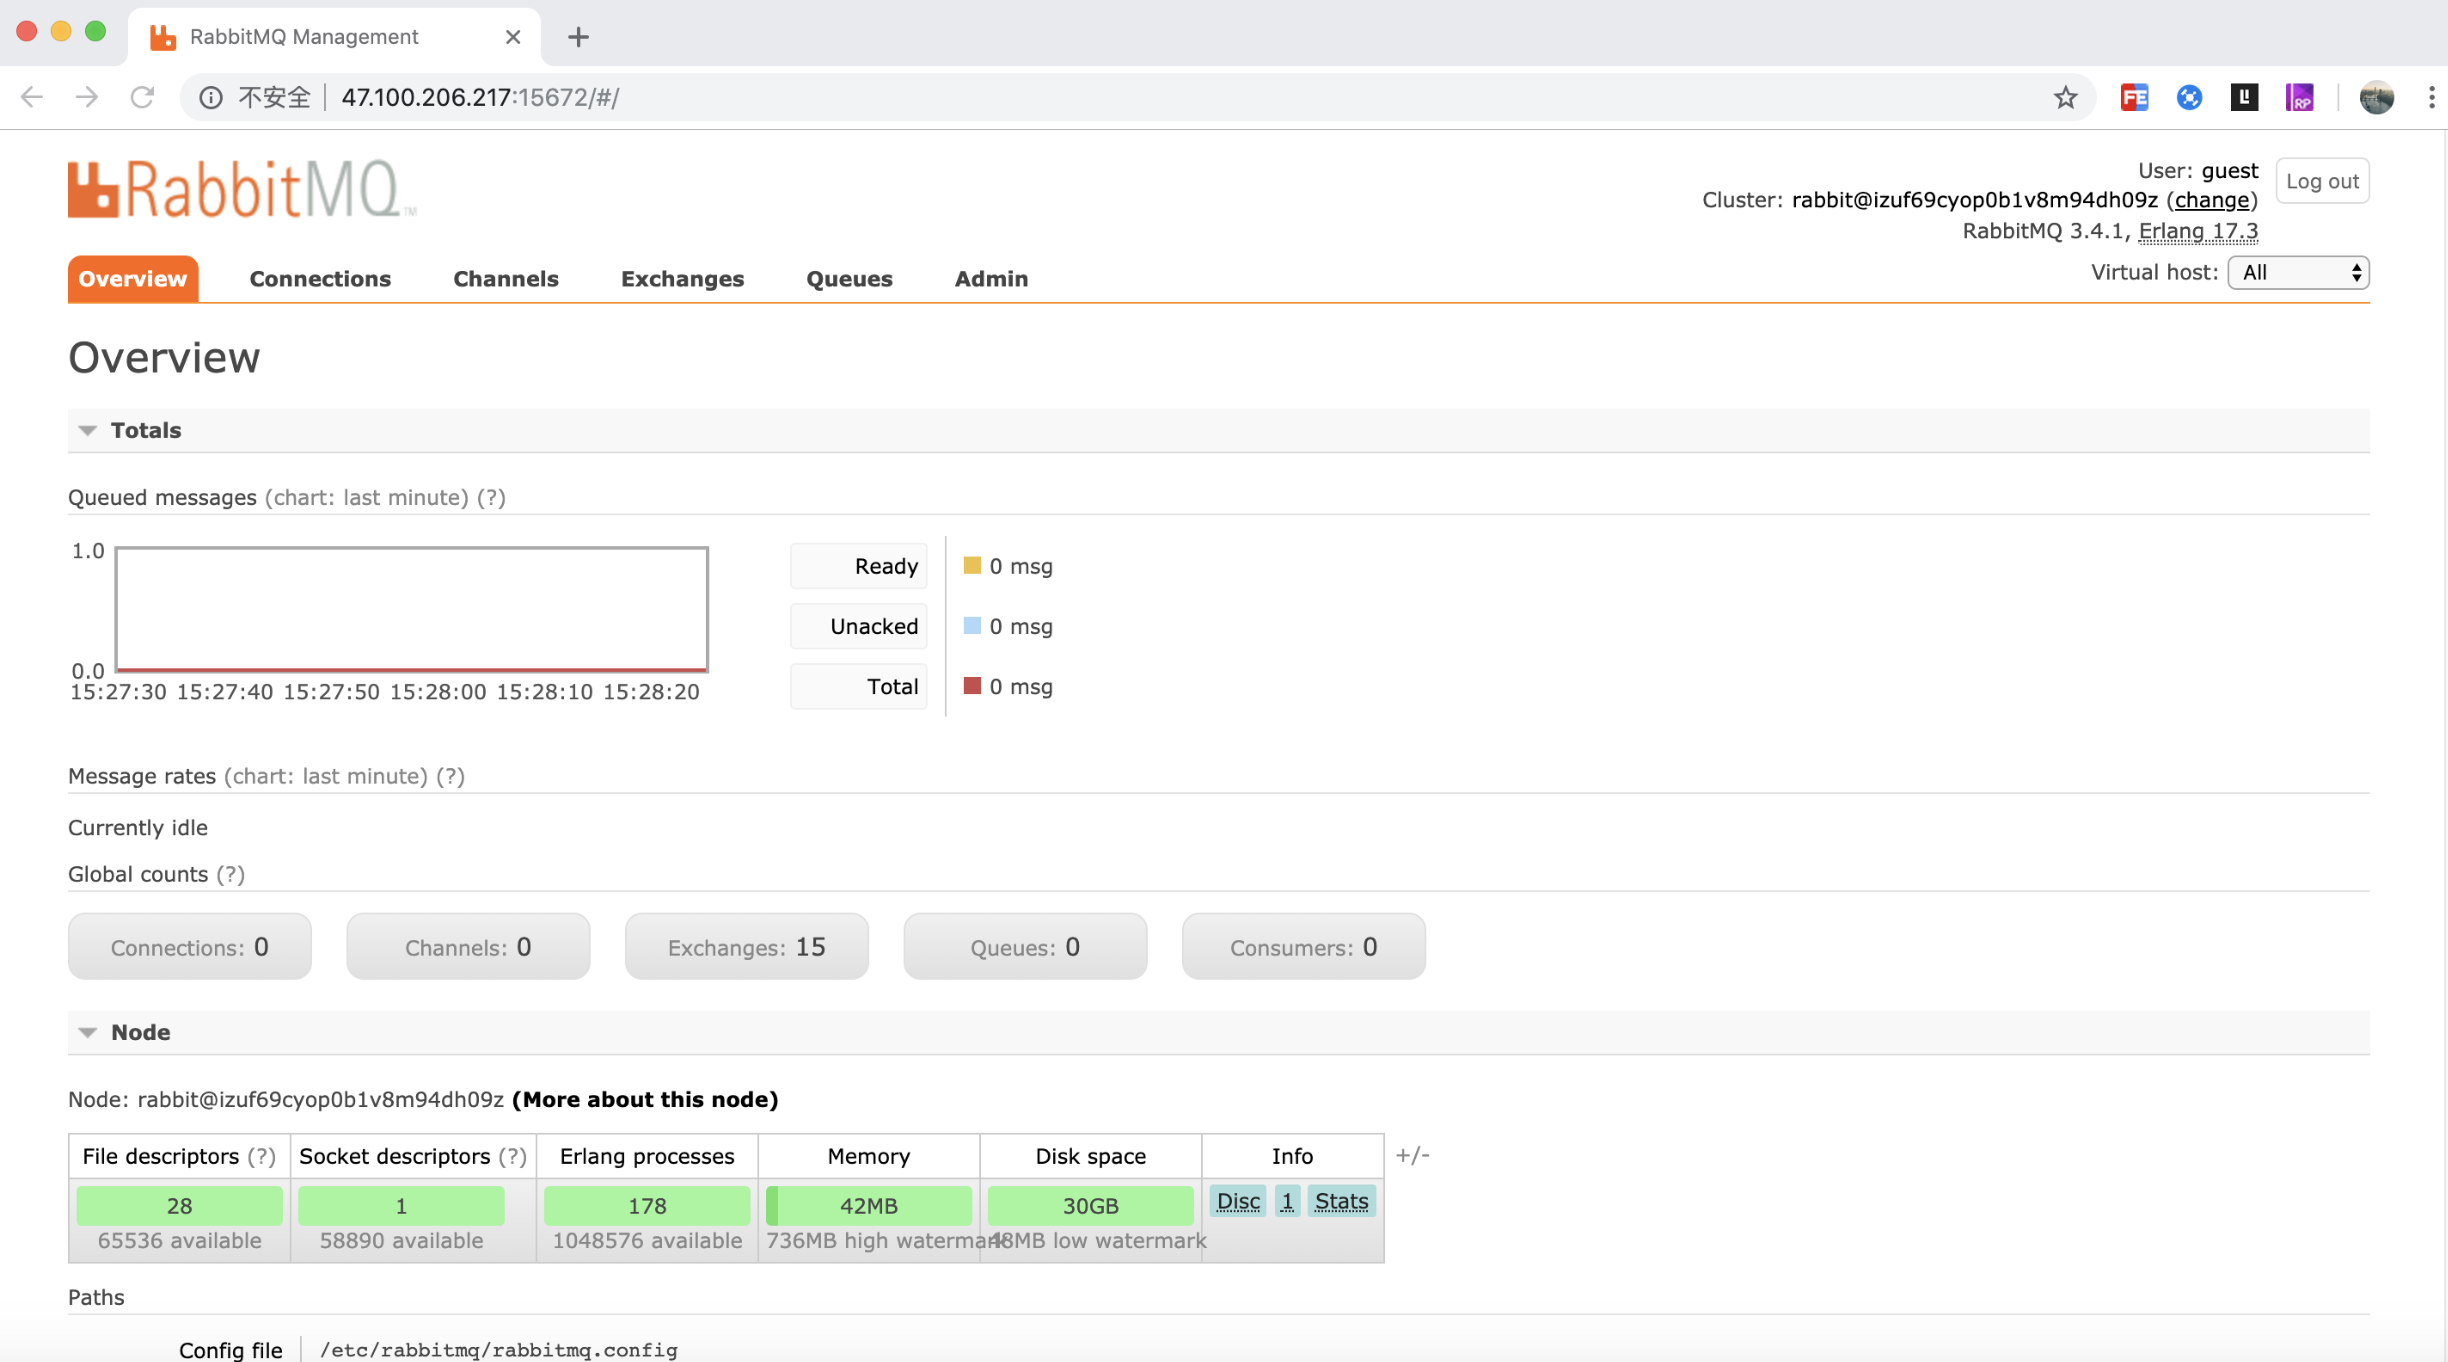 RabbitMQ Management
不安全 47.100.206.217:15672/#/
FE LI RP
RabbitMQ™
User: guest
Log out
Cluster: rabbit@izuf69cyop0b1v8m94dh09z (change)
RabbitMQ 3.4.1, Erlang 17.3
Overview Connections Channels Exchanges Queues Admin
Virtual host: All
Overview
Totals
Queued messages (chart: last minute) (?)
1.0
0.0
15:27:30 15:27:40 15:27:50 15:28:00 15:28:10 15:28:20
Ready 0 msg
Unacked 0 msg
Total 0 msg
Message rates (chart: last minute) (?)
Currently idle
Global counts (?)
Connections: 0 Channels: 0 Exchanges: 15 Queues: 0 Consumers: 0
Node
Node: rabbit@izuf69cyop0b1v8m94dh09z (More about this node)
File descriptors (?) Socket descriptors (?) Erlang processes Memory Disk space Info +/-
28 1 178 42MB 30GB Disc 1 Stats
65536 available 58890 available 1048576 available 736MB high watermark 48MB low watermark
Paths
Config file /etc/rabbitmq/rabbitmq.config